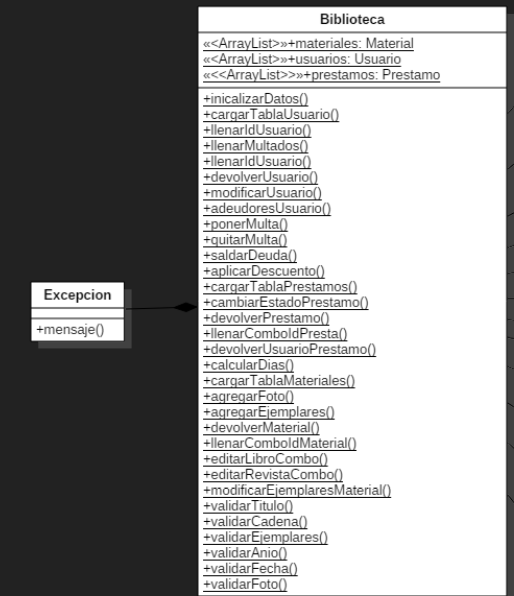 Biblioteca
«<ArrayList>»+materiales: Material
«<ArrayList>»+usuarios: Usuario
«<<ArrayList>>»+prestamos: Prestamo
+inicalizarDatos()
+cargarTablaUsuario()
+llenarIdUsuario()
+llenarMultados()
+llenarIdUsuario()
+devolverUsuario()
+modificarUsuario()
+adeudoresUsuario()
+ponerMulta()
+quitarMulta()
+saldarDeuda()
+aplicarDescuento()
+cargarTablaPrestamos()
+cambiarEstadoPrestamo()
+devolverPrestamo()
+llenarComboIdPresta()
+devolverUsuarioPrestamo()
+calcularDias()
+cargarTablaMateriales()
+agregarFoto()
+agregarEjemplares()
+devolverMaterial()
+llenarComboIdMaterial()
+editarLibroCombo()
+editarRevistaCombo()
+modificarEjemplaresMaterial()
+validarTitulo()
+validarCadena()
+validarEjemplares()
+validarAnio()
+validarFecha()
+validarFoto()
Excepcion
+mensaje()